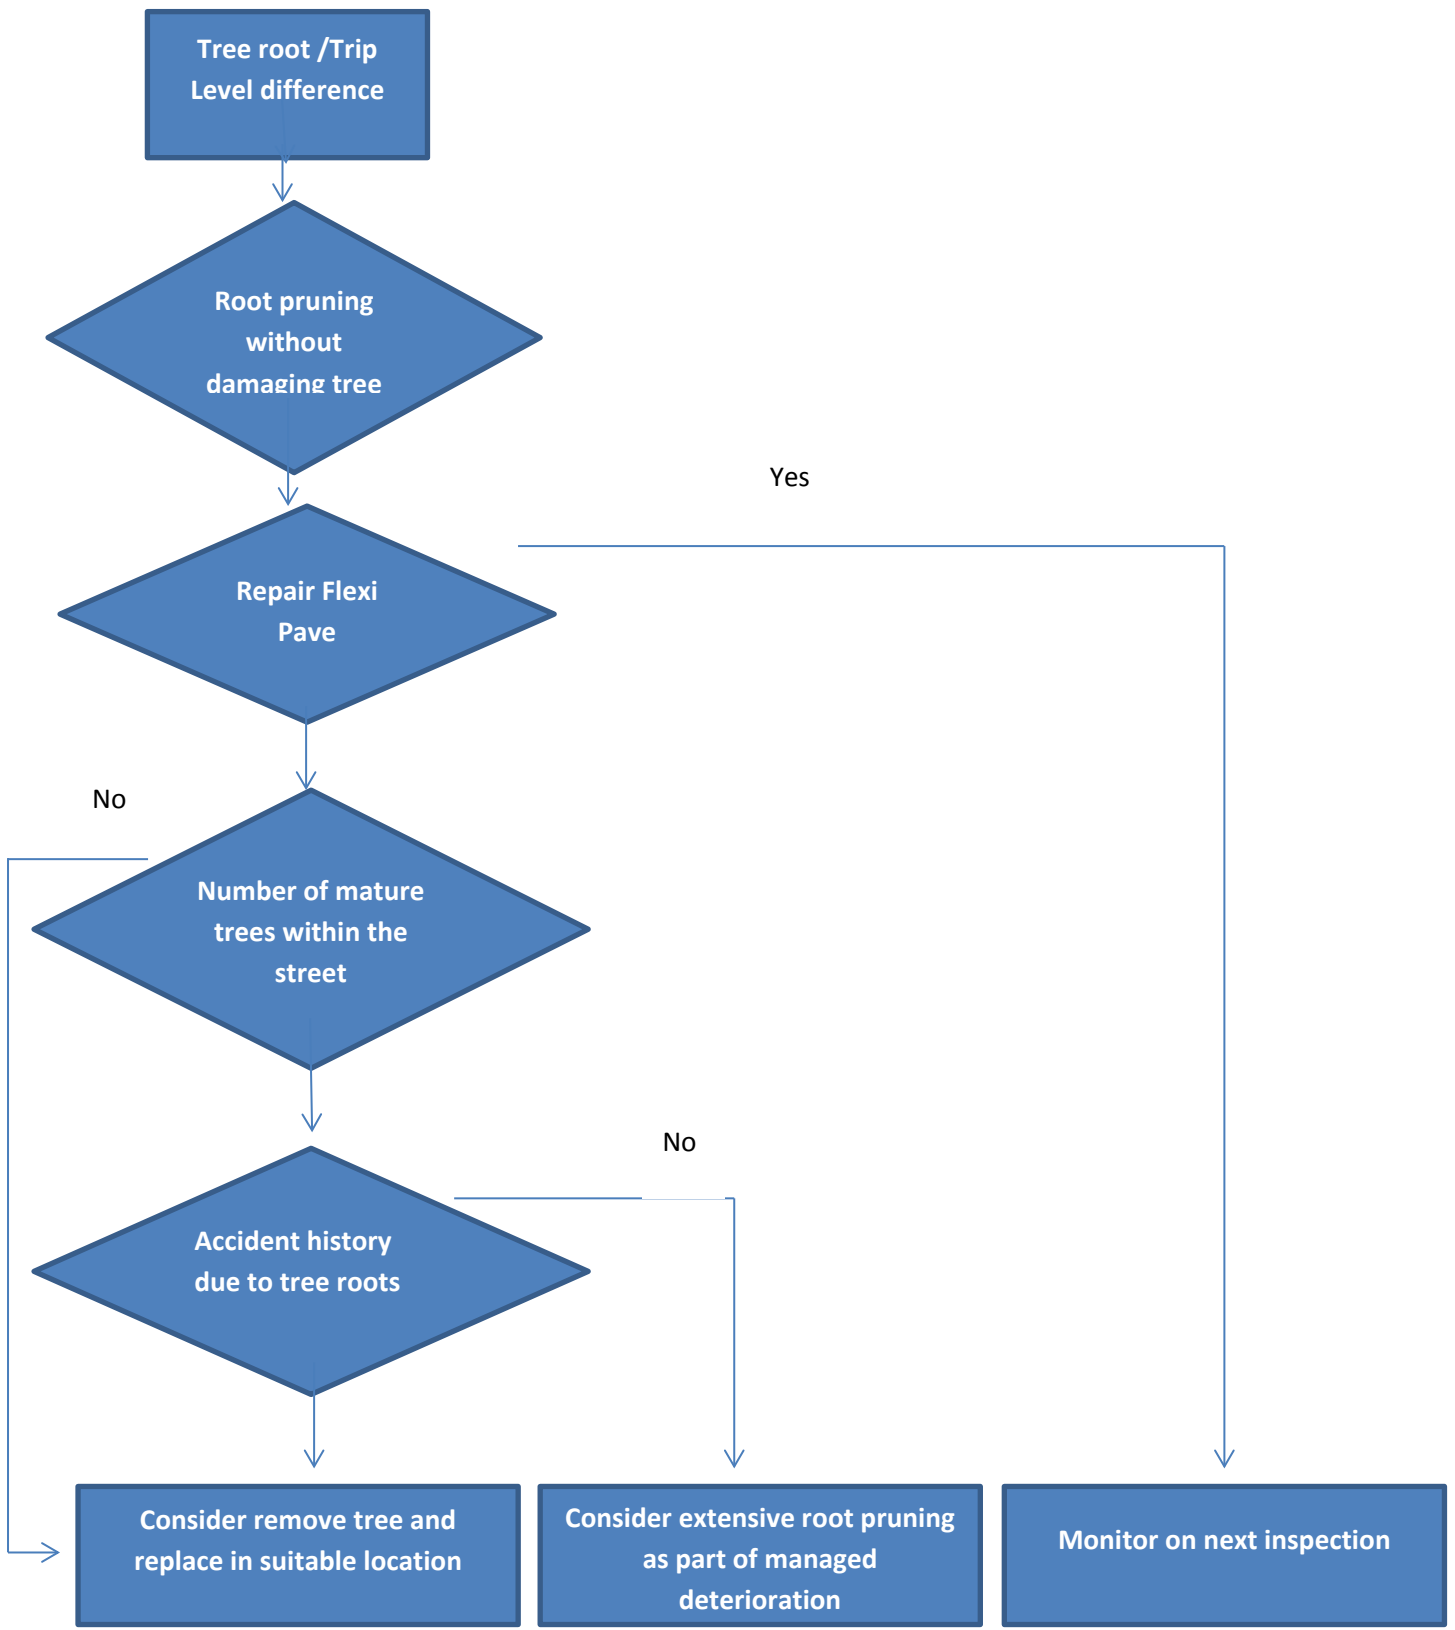 Tree root /Trip
Level difference
Root pruning
without
damaging tree
Yes
Repair Flexi
Pave
No
Number of mature
trees within the
street
No
Accident history
due to tree roots
Consider remove tree and
replace in suitable location
Consider extensive root pruning
as part of managed
deterioration
Monitor on next inspection